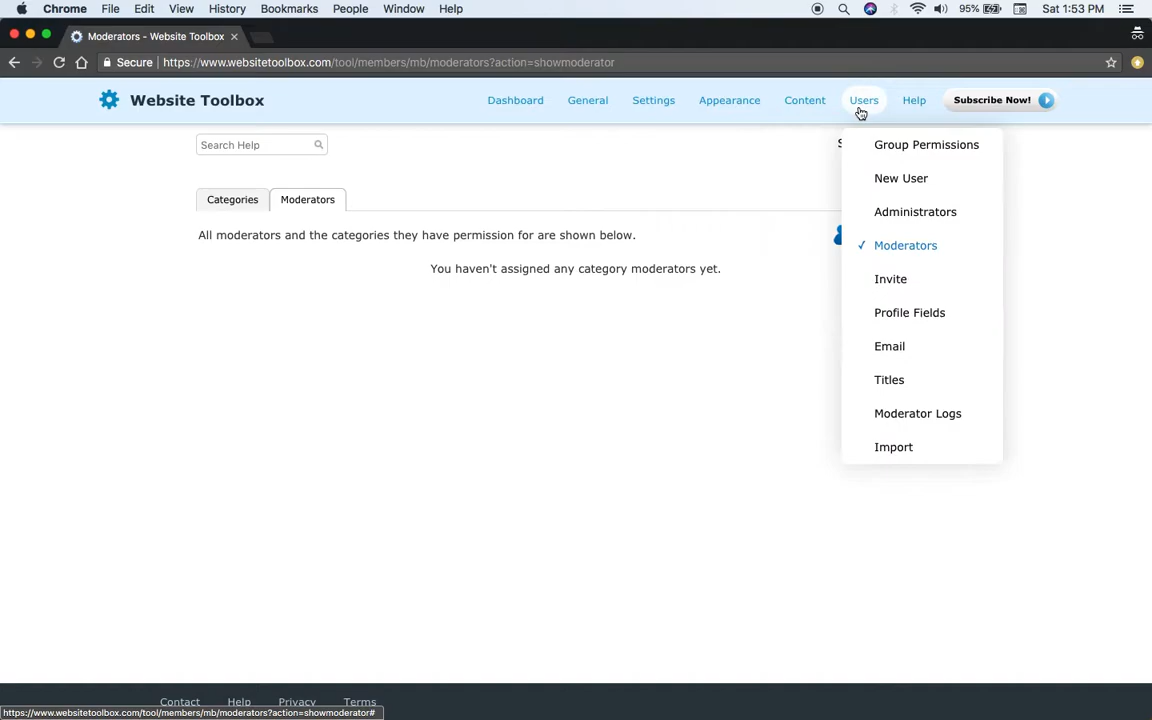 Chrome File Edit View History Bookmarks People Window Help 95% Sat 1:53 PM
Moderators - Website Toolbox
Secure https://www.websitetoolbox.com/tool/members/mb/moderators?action=showmoderator
Website Toolbox Dashboard General Settings Appearance Content Users Help Subscribe Now!
Search Help S
Group Permissions
New User
Categories Moderators
Administrators
All moderators and the categories they have permission for are shown below.
✓ Moderators
You haven't assigned any category moderators yet.
Invite
Profile Fields
Email
Titles
Moderator Logs
Import
Contact Help Privacy Terms
https://www.websitetoolbox.com/tool/members/mb/moderators?action=showmoderator#